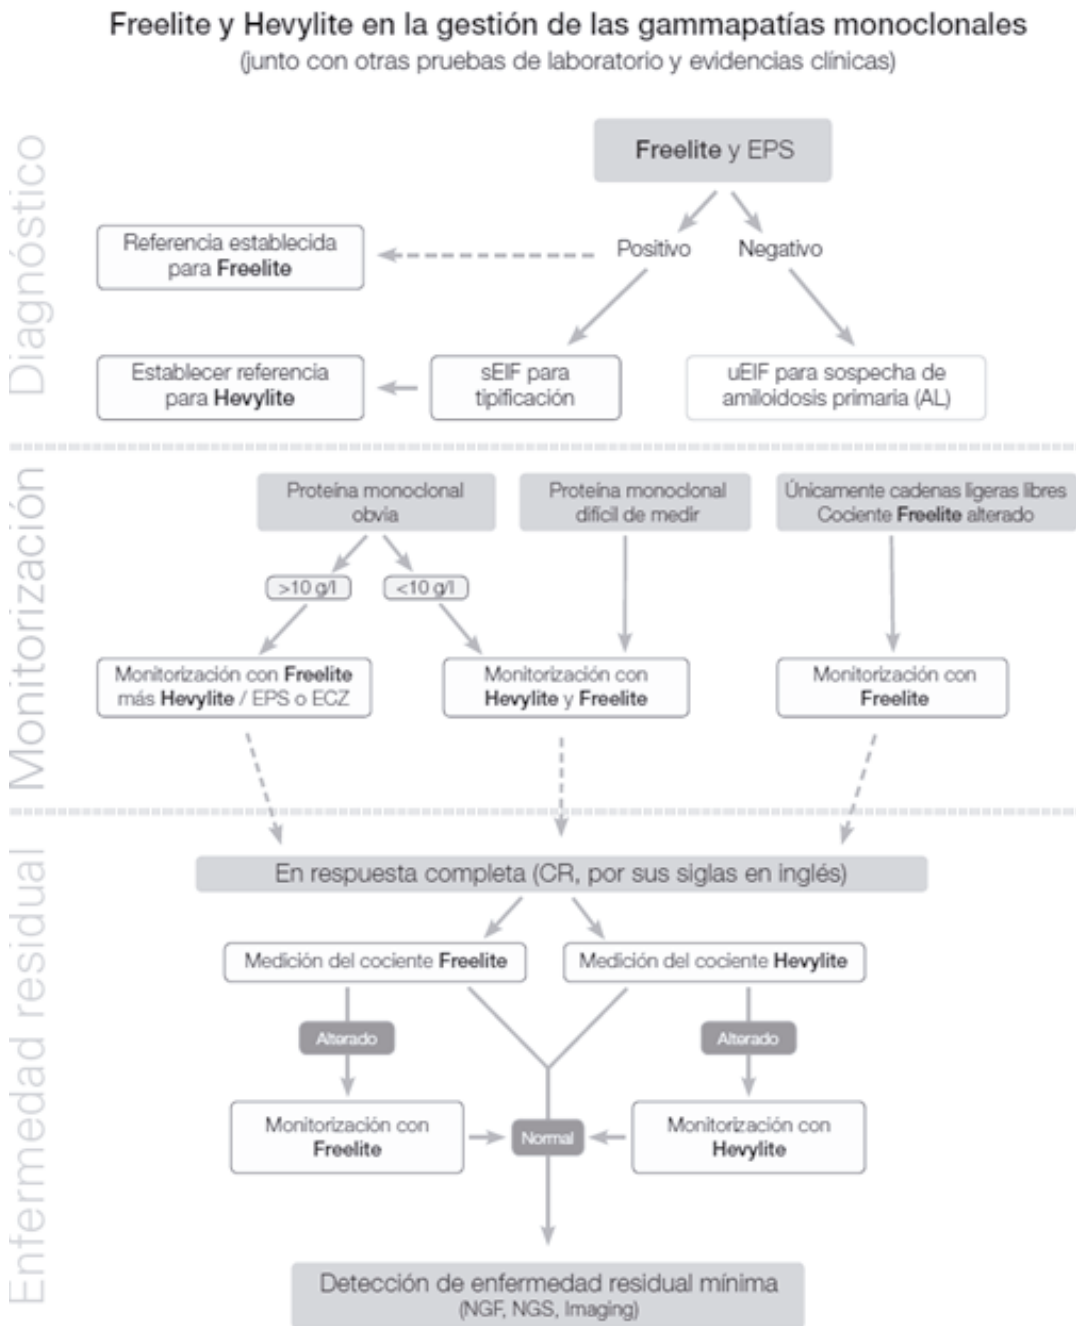 Freelite y Hevylite en la gestión de las gammapatías monoclonales
(junto con otras pruebas de laboratorio y evidencias clínicas)
Diagnóstico
Freelite y EPS
Positivo
Negativo
Referencia establecida
para Freelite
Establecer referencia
para Hevylite
sEIF para
tipificación
uEIF para sospecha de
amiloidosis primaria (AL)
Monitorización
Proteína monoclonal
obvia
Proteína monoclonal
difícil de medir
Únicamente cadenas ligeras libres
Cociente Freelite alterado
>10 g/l
<10 g/l
Monitorización con Freelite
más Hevylite / EPS o ECZ
Monitorización con
Hevylite y Freelite
Monitorización con
Freelite
Enfermedad residual
En respuesta completa (CR, por sus siglas en inglés)
Medición del cociente Freelite
Medición del cociente Hevylite
Alterado
Alterado
Monitorización con
Freelite
Normal
Monitorización con
Hevylite
Detección de enfermedad residual mínima
(NGF, NGS, Imaging)